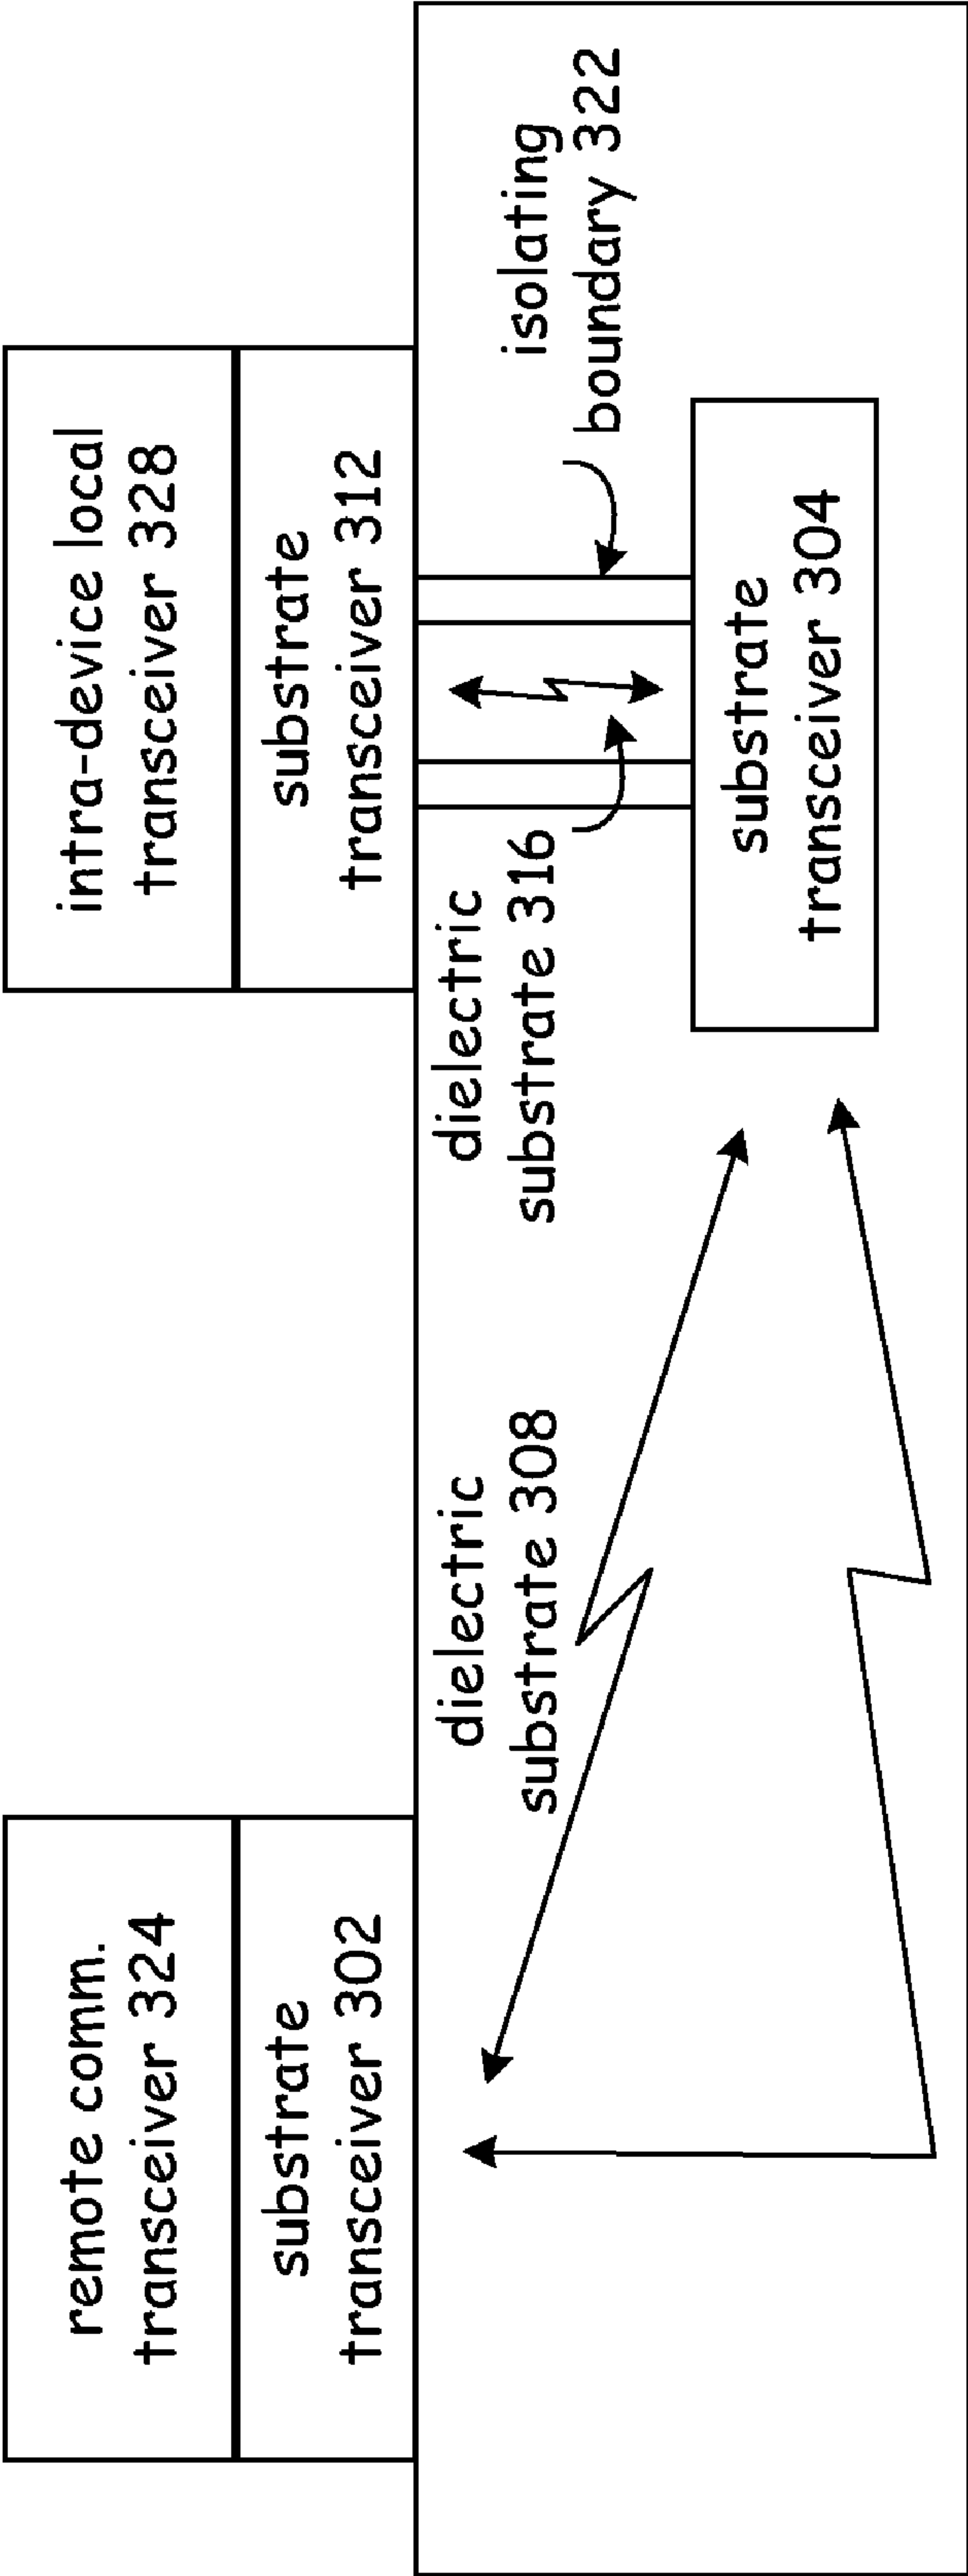 remote comm.
transceiver 324
substrate
transceiver 302
intra-device local
transceiver 328
substrate
transceiver 312
dielectric
substrate 308
dielectric
substrate 316
isolating
boundary 322
substrate
transceiver 304